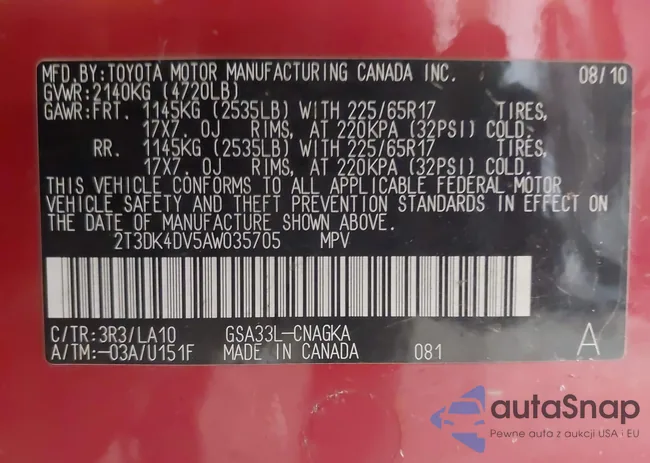 MFD.BY:TOYOTA MOTOR MANUFACTURING CANADA INC. 08/10
GVWR:2140KG (4720LB)
GAWR:FRT. 1145KG (2535LB) WITH 225/65R17 TIRES,
17X7.0J RIMS, AT 220KPA (32PSI) COLD.
RR. 1145KG (2535LB) WITH 225/65R17 TIRES,
17X7.0J RIMS, AT 220KPA (32PSI) COLD.
THIS VEHICLE CONFORMS TO ALL APPLICABLE FEDERAL MOTOR
VEHICLE SAFETY AND THEFT PREVENTION STANDARDS IN EFFECT ON
THE DATE OF MANUFACTURE SHOWN ABOVE.
2T3DK4DV5AW035705 MPV
C/TR:3R3/LA10 GSA33L-CNAGKA A
A/TM:-03A/U151F MADE IN CANADA 081
autaSnap
Pewne auta z aukcji USA i EU